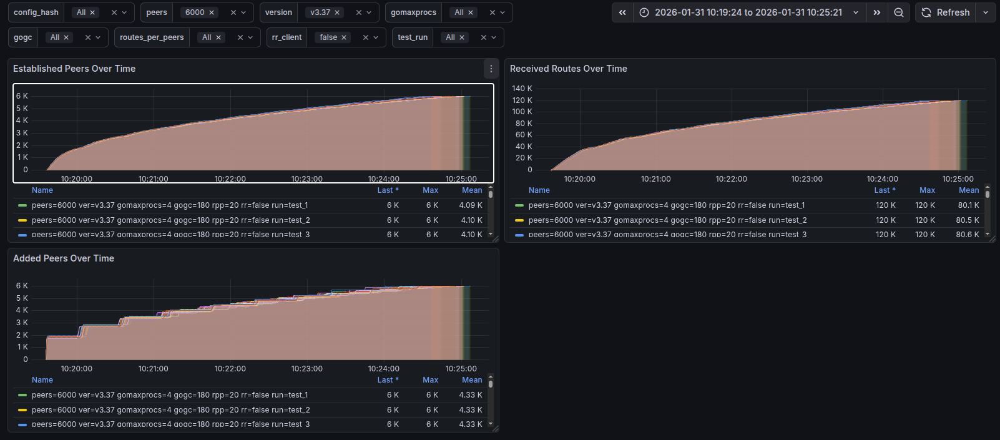 config_hash All peers 6000 version v3.37 gomaxprocs All 2026-01-31 10:19:24 to 2026-01-31 10:25:21 Refresh
gogc All routes_per_peers All rr_client false test_run All
Established Peers Over Time
6 K
5 K
4 K
3 K
2 K
1 K
0
10:20:00 10:21:00 10:22:00 10:23:00 10:24:00 10:25:00
Name Last * Max Mean
peers=6000 ver=v3.37 gomaxprocs=4 gogc=180 rpp=20 rr=false run=test_1 6 K 6 K 4.09 K
peers=6000 ver=v3.37 gomaxprocs=4 gogc=180 rpp=20 rr=false run=test_2 6 K 6 K 4.10 K
peers=6000 ver=v3.37 gomaxprocs=4 gogc=180 rpp=20 rr=false run=test_3 6 K 6 K 4.10 K
Received Routes Over Time
140 K
120 K
100 K
80 K
60 K
40 K
20 K
0
10:20:00 10:21:00 10:22:00 10:23:00 10:24:00 10:25:00
Name Last * Max Mean
peers=6000 ver=v3.37 gomaxprocs=4 gogc=180 rpp=20 rr=false run=test_1 120 K 120 K 80.1 K
peers=6000 ver=v3.37 gomaxprocs=4 gogc=180 rpp=20 rr=false run=test_2 120 K 120 K 80.5 K
peers=6000 ver=v3.37 gomaxprocs=4 gogc=180 rpp=20 rr=false run=test_3 120 K 120 K 80.6 K
Added Peers Over Time
6 K
5 K
4 K
3 K
2 K
1 K
0
10:20:00 10:21:00 10:22:00 10:23:00 10:24:00 10:25:00
Name Last * Max Mean
peers=6000 ver=v3.37 gomaxprocs=4 gogc=180 rpp=20 rr=false run=test_1 6 K 6 K 4.33 K
peers=6000 ver=v3.37 gomaxprocs=4 gogc=180 rpp=20 rr=false run=test_2 6 K 6 K 4.33 K
peers=6000 ver=v3.37 gomaxprocs=4 gogc=180 rpp=20 rr=false run=test_3 6 K 6 K 4.33 K